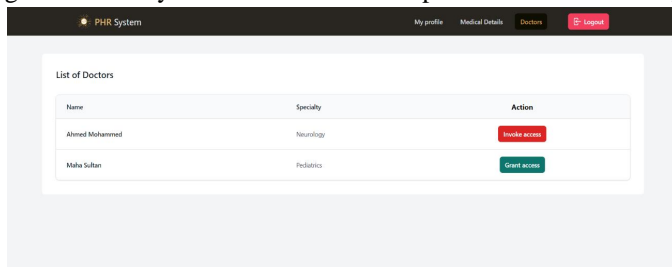 PHR System My profile Medical Details Doctors Logout
List of Doctors
Name Specialty Action
Ahmed Mohammed Neurology Invoke access
Maha Sultan Pediatrics Grant access